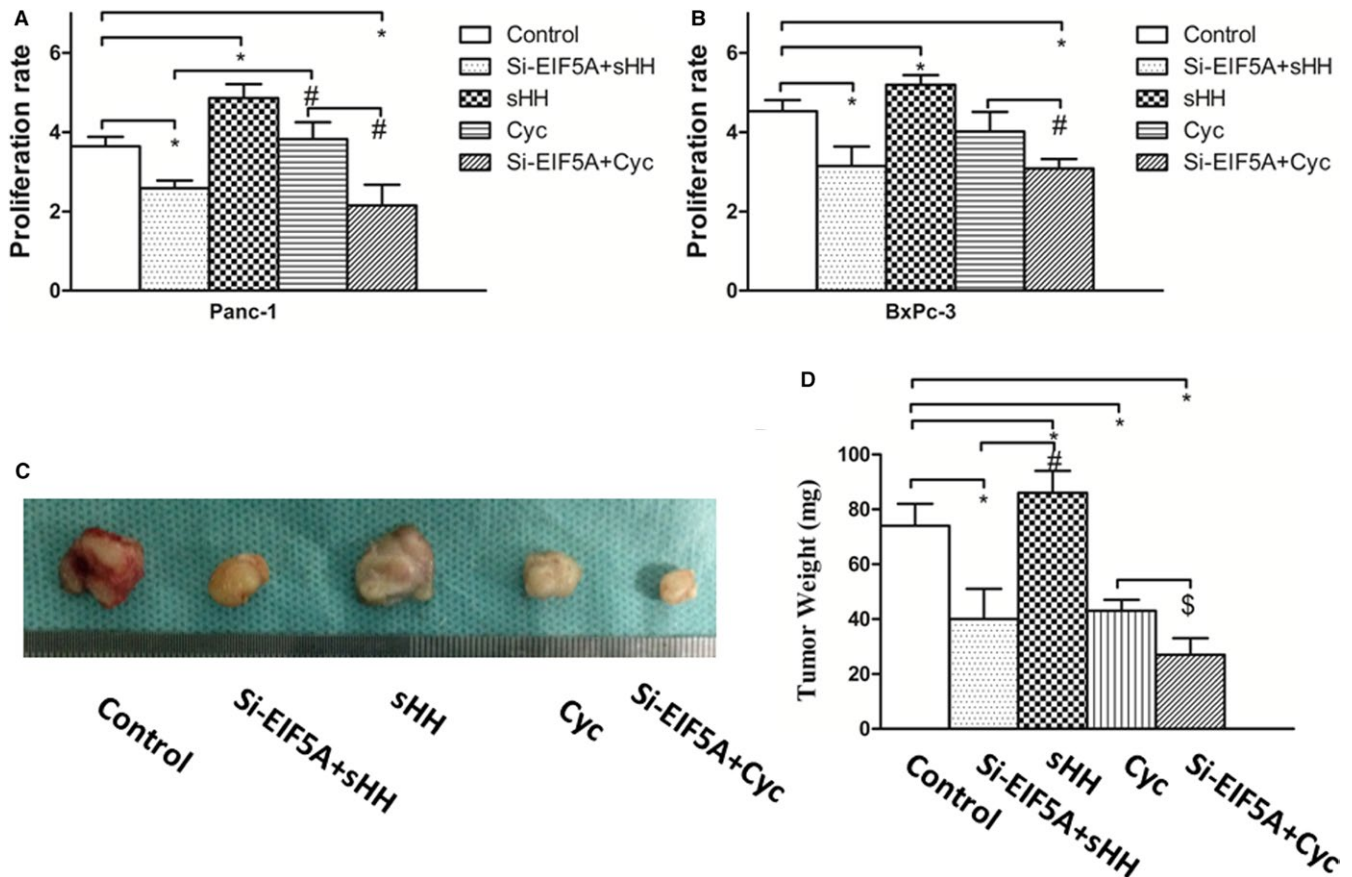 A
Proliferation rate
6
4
2
0
*
*
#
#
*
Panc-1
Control
Si-EIF5A+sHH
sHH
Cyc
Si-EIF5A+Cyc
B
Proliferation rate
6
4
2
0
*
*
*
#
BxPc-3
Control
Si-EIF5A+sHH
sHH
Cyc
Si-EIF5A+Cyc
C
Control
Si-EIF5A+sHH
sHH
Cyc
Si-EIF5A+Cyc
D
Tumor Weight (mg)
100
80
60
40
20
0
*
*
*
#
*
$
Control
Si-EIF5A+sHH
sHH
Cyc
Si-EIF5A+Cyc